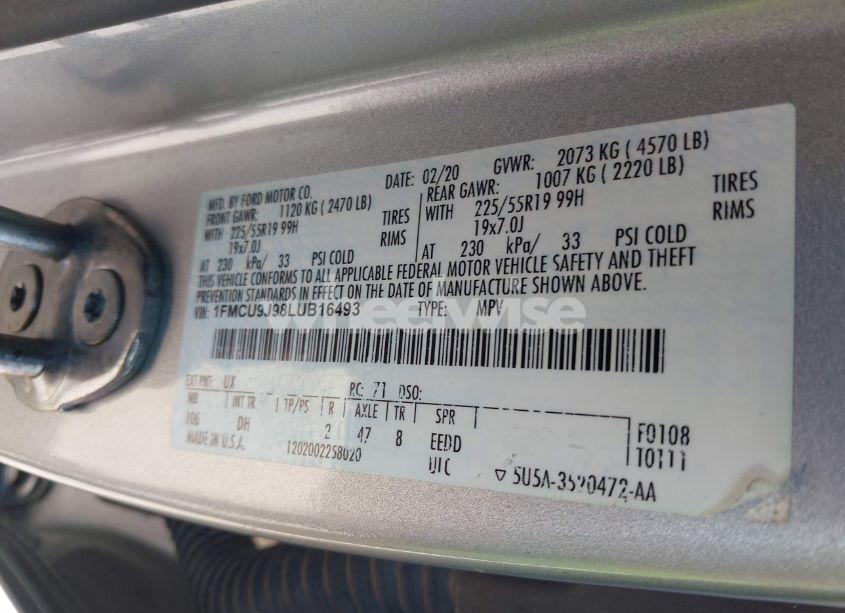 MFD. BY FORD MOTOR CO.
DATE: 02/20 GVWR: 2073 KG ( 4570 LB)
FRONT GAWR: 1120 KG ( 2470 LB)
REAR GAWR: 1007 KG ( 2220 LB)
WITH 225/55R19 99H TIRES
WITH 225/55R19 99H TIRES
19x7.0J RIMS
19x7.0J RIMS
AT 230 kPa/ 33 PSI COLD
AT 230 kPa/ 33 PSI COLD
THIS VEHICLE CONFORMS TO ALL APPLICABLE FEDERAL MOTOR VEHICLE SAFETY AND THEFT
PREVENTION STANDARDS IN EFFECT ON THE DATE OF MANUFACTURE SHOWN ABOVE.
VIN: 1FMCU9J98LUB16493 TYPE: MPV
wheelwise
EXT PNT: UX RC: 71 DSO:
WB INT TR TP/PS R AXLE TR SPR
106 DH 2 47 8 EEDD F0108
MADE IN U.S.A. 1202002258020 UIC T0111
▽ 5U5A-3520472-AA